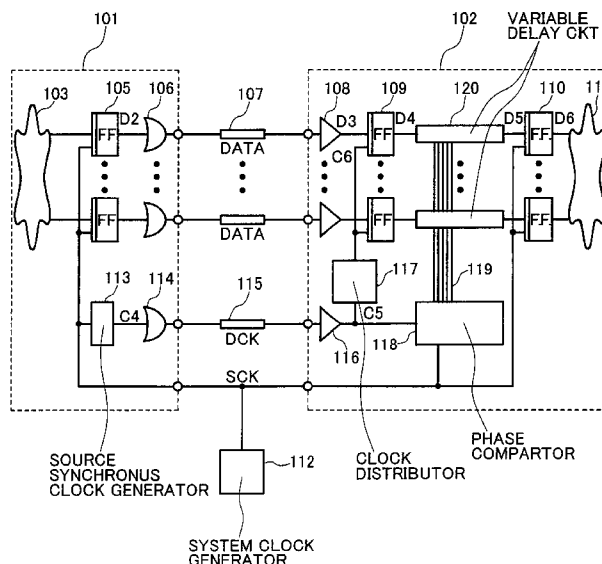 VARIABLE
DELAY CKT
101
102
103
105
106
107
108
109
120
110
11
D2
D3
D4
D5
D6
FF
DATA
C6
FF
FF
FF
DATA
FF
FF
113
114
115
117
119
C4
DCK
C5
116
118
SCK
112
SOURCE
SYNCHRONUS
CLOCK GENERATOR
CLOCK
DISTRIBUTOR
PHASE
COMPARTOR
SYSTEM CLOCK
GENERATOR